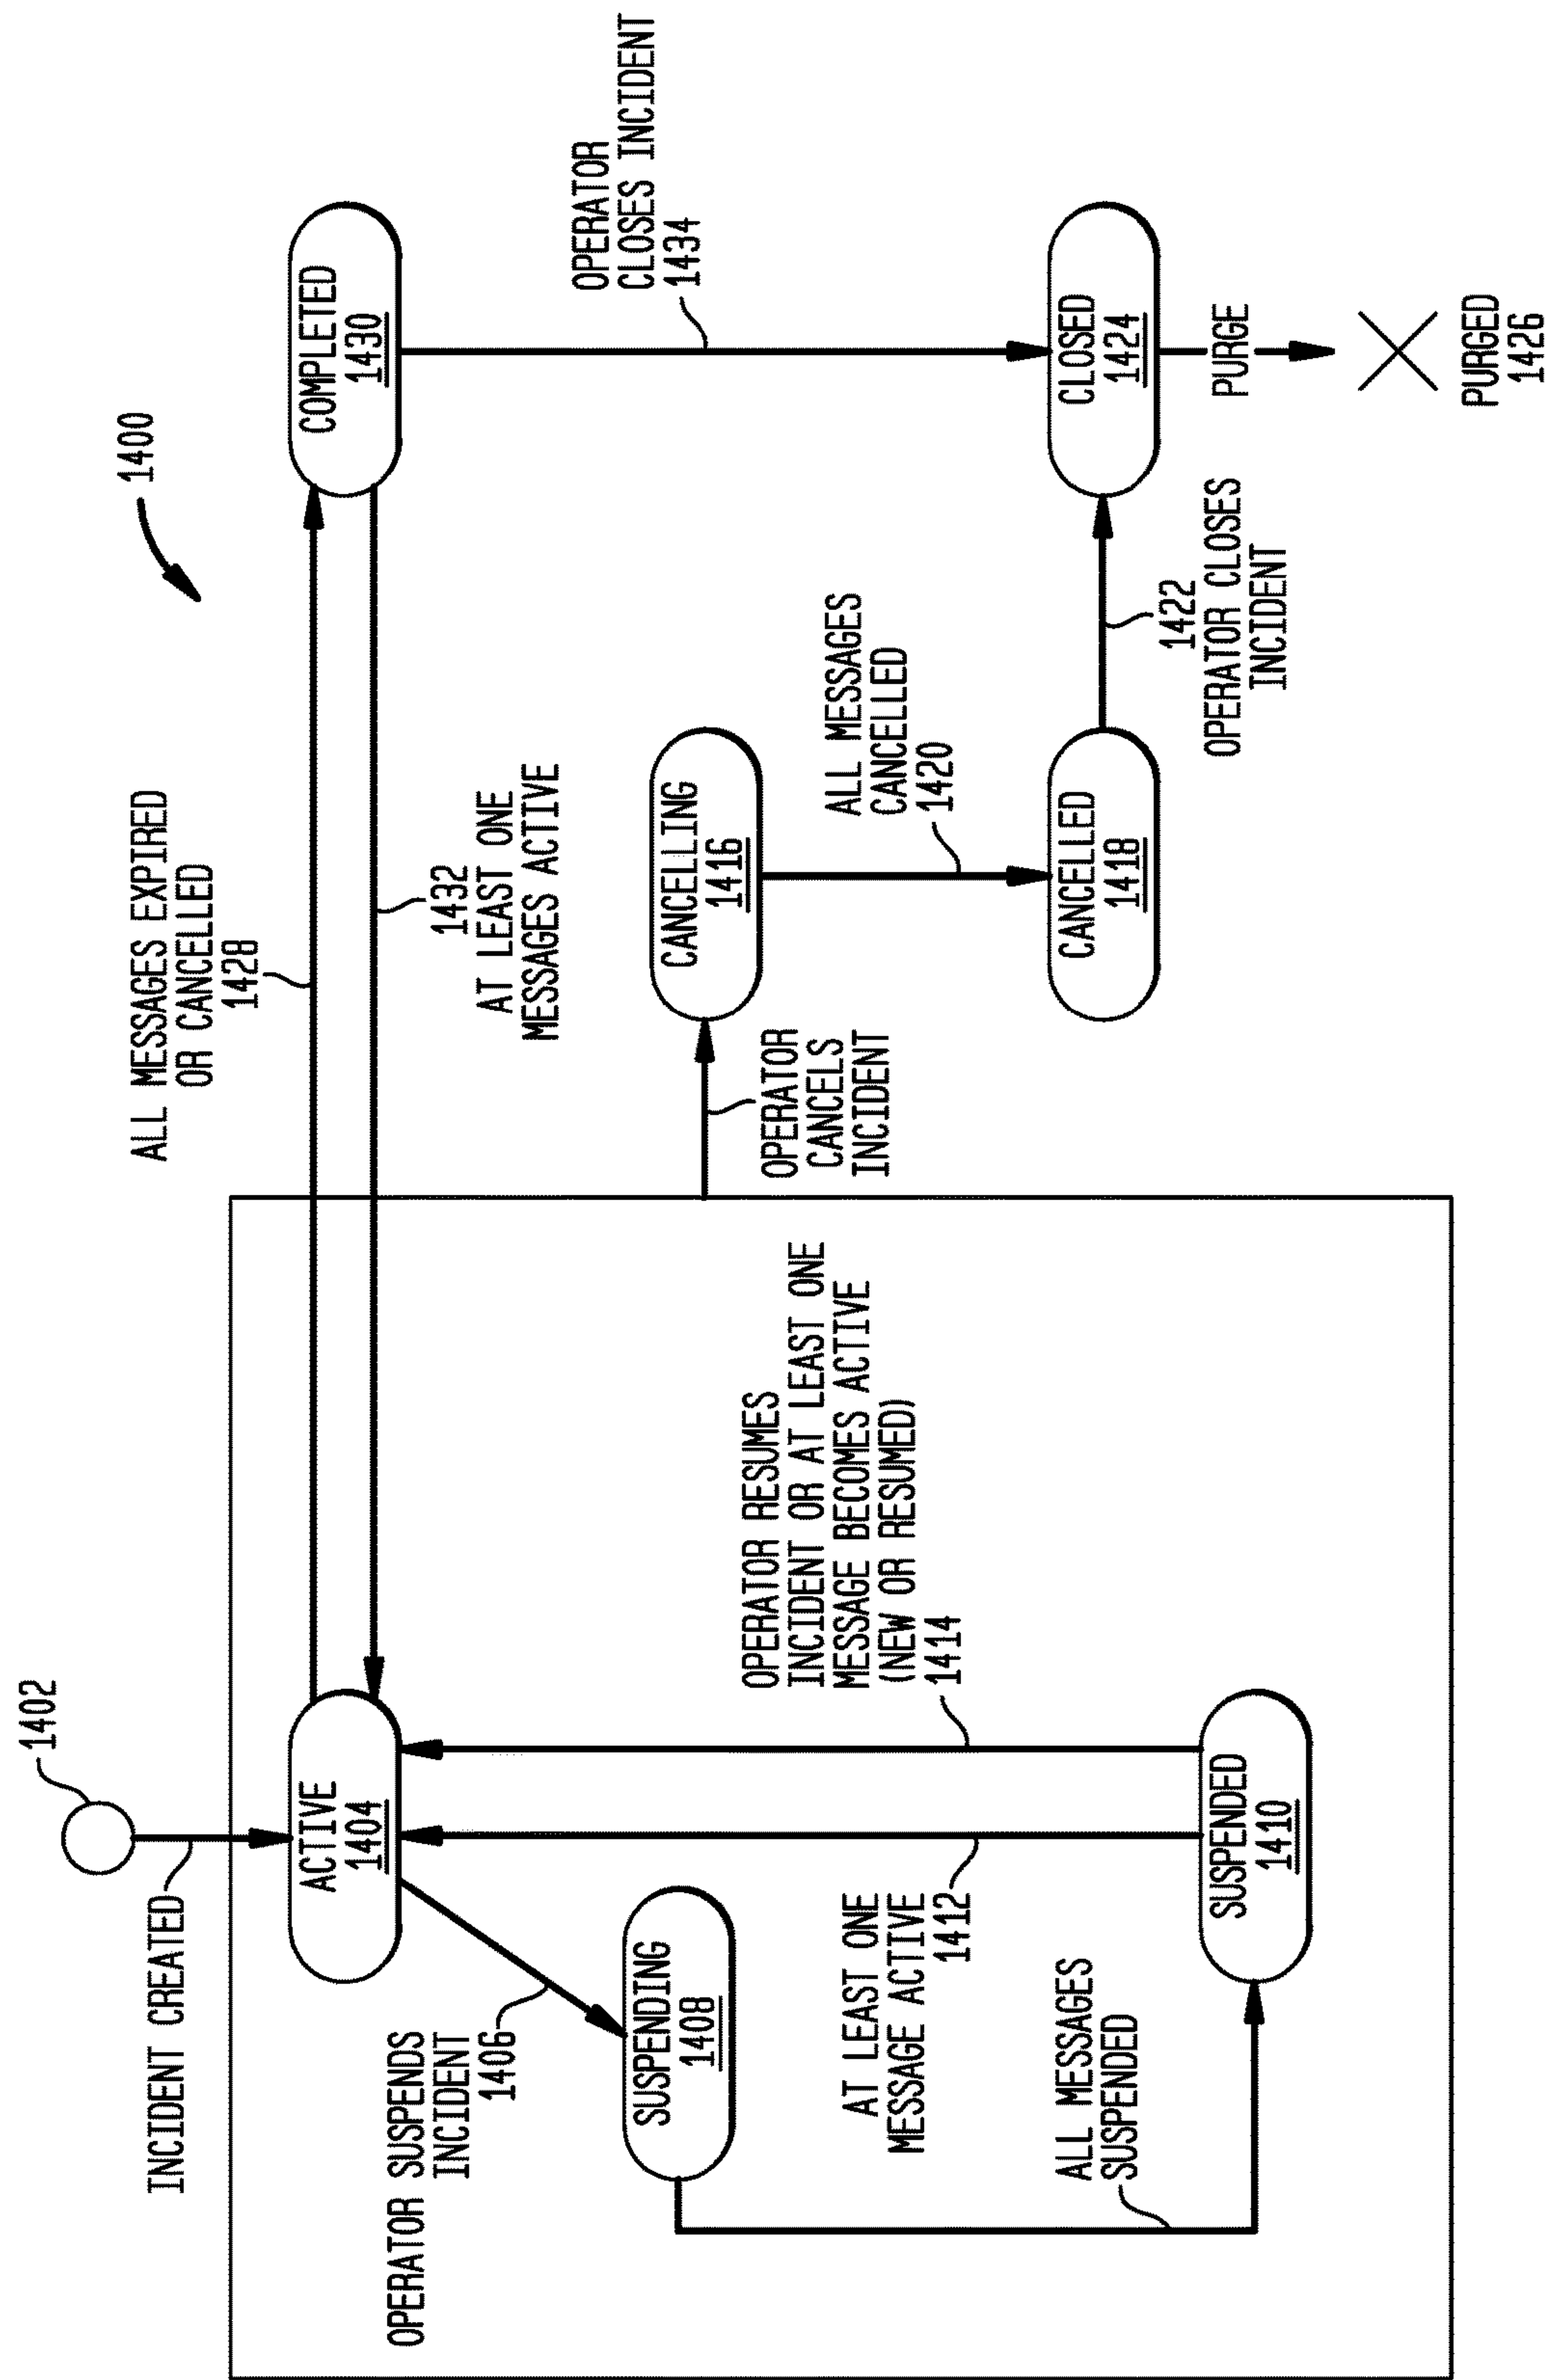 1402
INCIDENT CREATED
1400
ALL MESSAGES EXPIRED
OR CANCELLED
1428
ACTIVE
1404
COMPLETED
1430
1432
AT LEAST ONE
MESSAGES ACTIVE
OPERATOR SUSPENDS
INCIDENT
1406
SUSPENDING
1408
OPERATOR
CLOSES INCIDENT
1434
CANCELLING
1416
OPERATOR
CANCELS
INCIDENT
OPERATOR RESUMES
INCIDENT OR AT LEAST ONE
MESSAGE BECOMES ACTIVE
(NEW OR RESUMED)
1414
ALL MESSAGES
CANCELLED
1420
AT LEAST ONE
MESSAGE ACTIVE
1412
ALL MESSAGES
SUSPENDED
SUSPENDED
1410
CANCELLED
1418
1422
OPERATOR CLOSES
INCIDENT
CLOSED
1424
PURGE
PURGED
1426